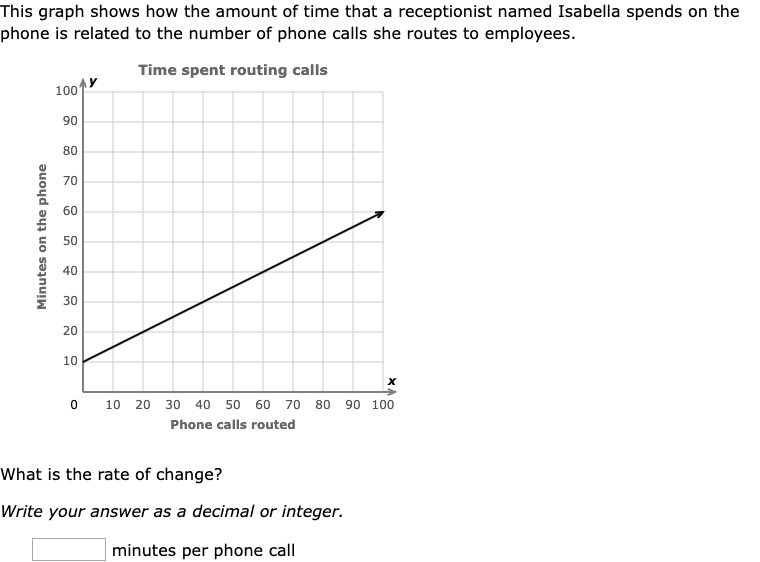 This graph shows how the amount of time that a receptionist named Isabella spends on the
phone is related to the number of phone calls she routes to employees.
Time spent routing calls
y
100
90
80
70
60
50
40
30
20
10
Minutes on the phone
x
0 10 20 30 40 50 60 70 80 90 100
Phone calls routed
What is the rate of change?
Write your answer as a decimal or integer.
minutes per phone call